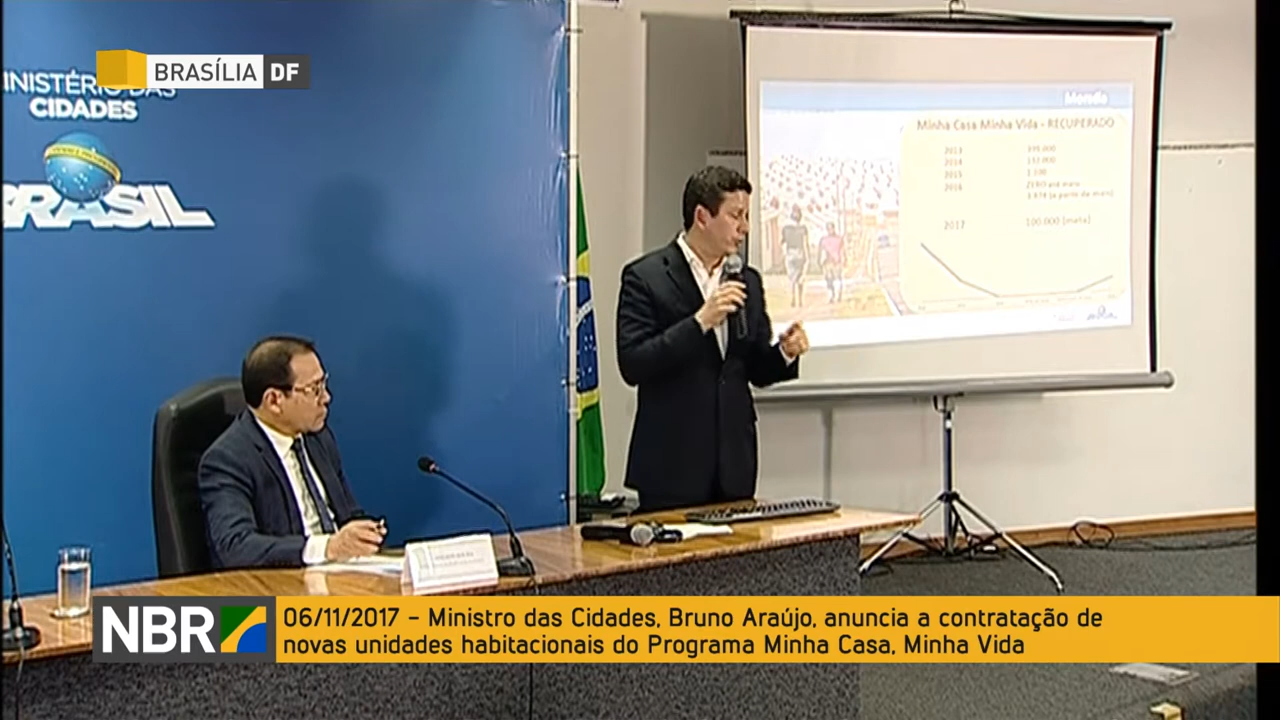 BRASÍLIA DF
INISTÉRIO DAS
CIDADES
BRASIL
Minha Casa Minha Vida - RECUPERADO
2013
2014
2015
2016
2017 100.000 (meta)
NBR
06/11/2017 – Ministro das Cidades, Bruno Araújo, anuncia a contratação de
novas unidades habitacionais do Programa Minha Casa, Minha Vida